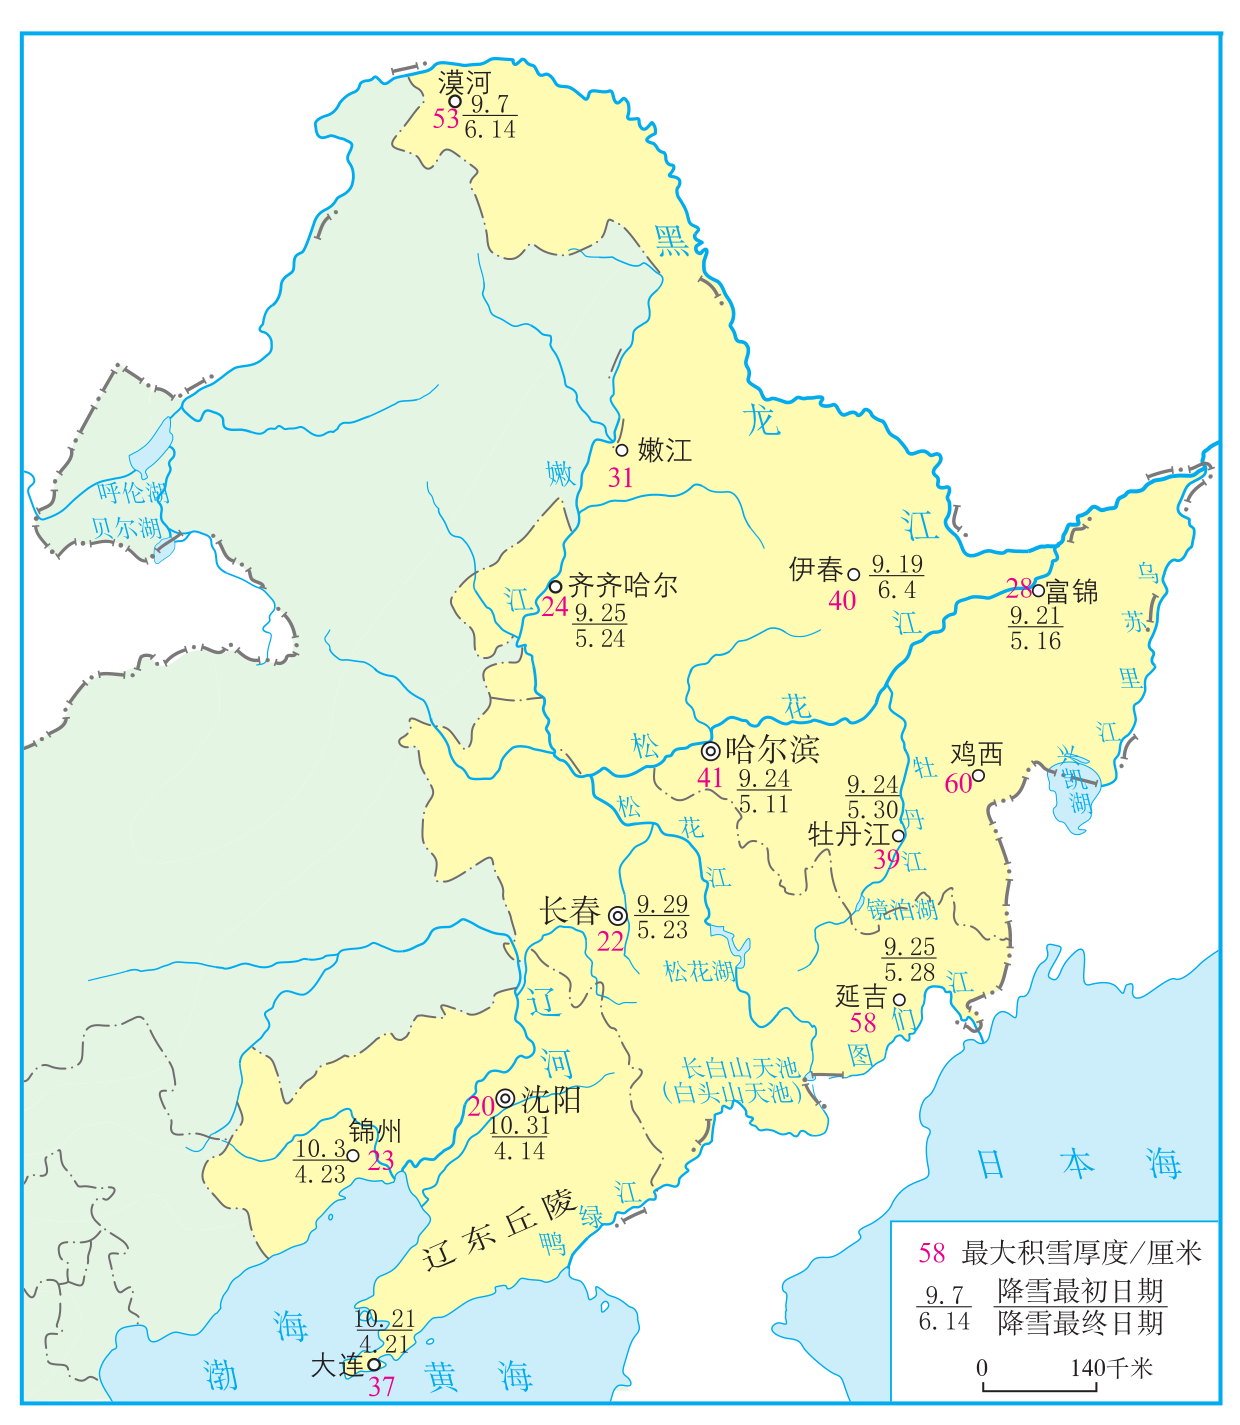 漠河
53
9.7
6.14
黑
龙
江
嫩江
31
嫩
江
呼伦湖
贝尔湖
齐齐哈尔
24
9.25
5.24
伊春
40
9.19
6.4
28
富锦
9.21
5.16
乌
苏
里
江
松
花
江
哈尔滨
41
9.24
5.11
鸡西
60
兴
凯
湖
9.24
5.30
牡丹江
39
牡
丹
江
松
花
江
镜泊湖
长春
22
9.29
5.23
松花湖
9.25
5.28
延吉
58
图
们
江
长白山天池
(白头山天池)
辽
河
20
沈阳
10.31
4.14
锦州
23
10.3
4.23
辽东丘陵
鸭
绿
江
10.21
4.21
大连
37
渤
海
黄海
日本海
58 最大积雪厚度/厘米
9.7 降雪最初日期
6.14 降雪最终日期
0 140千米